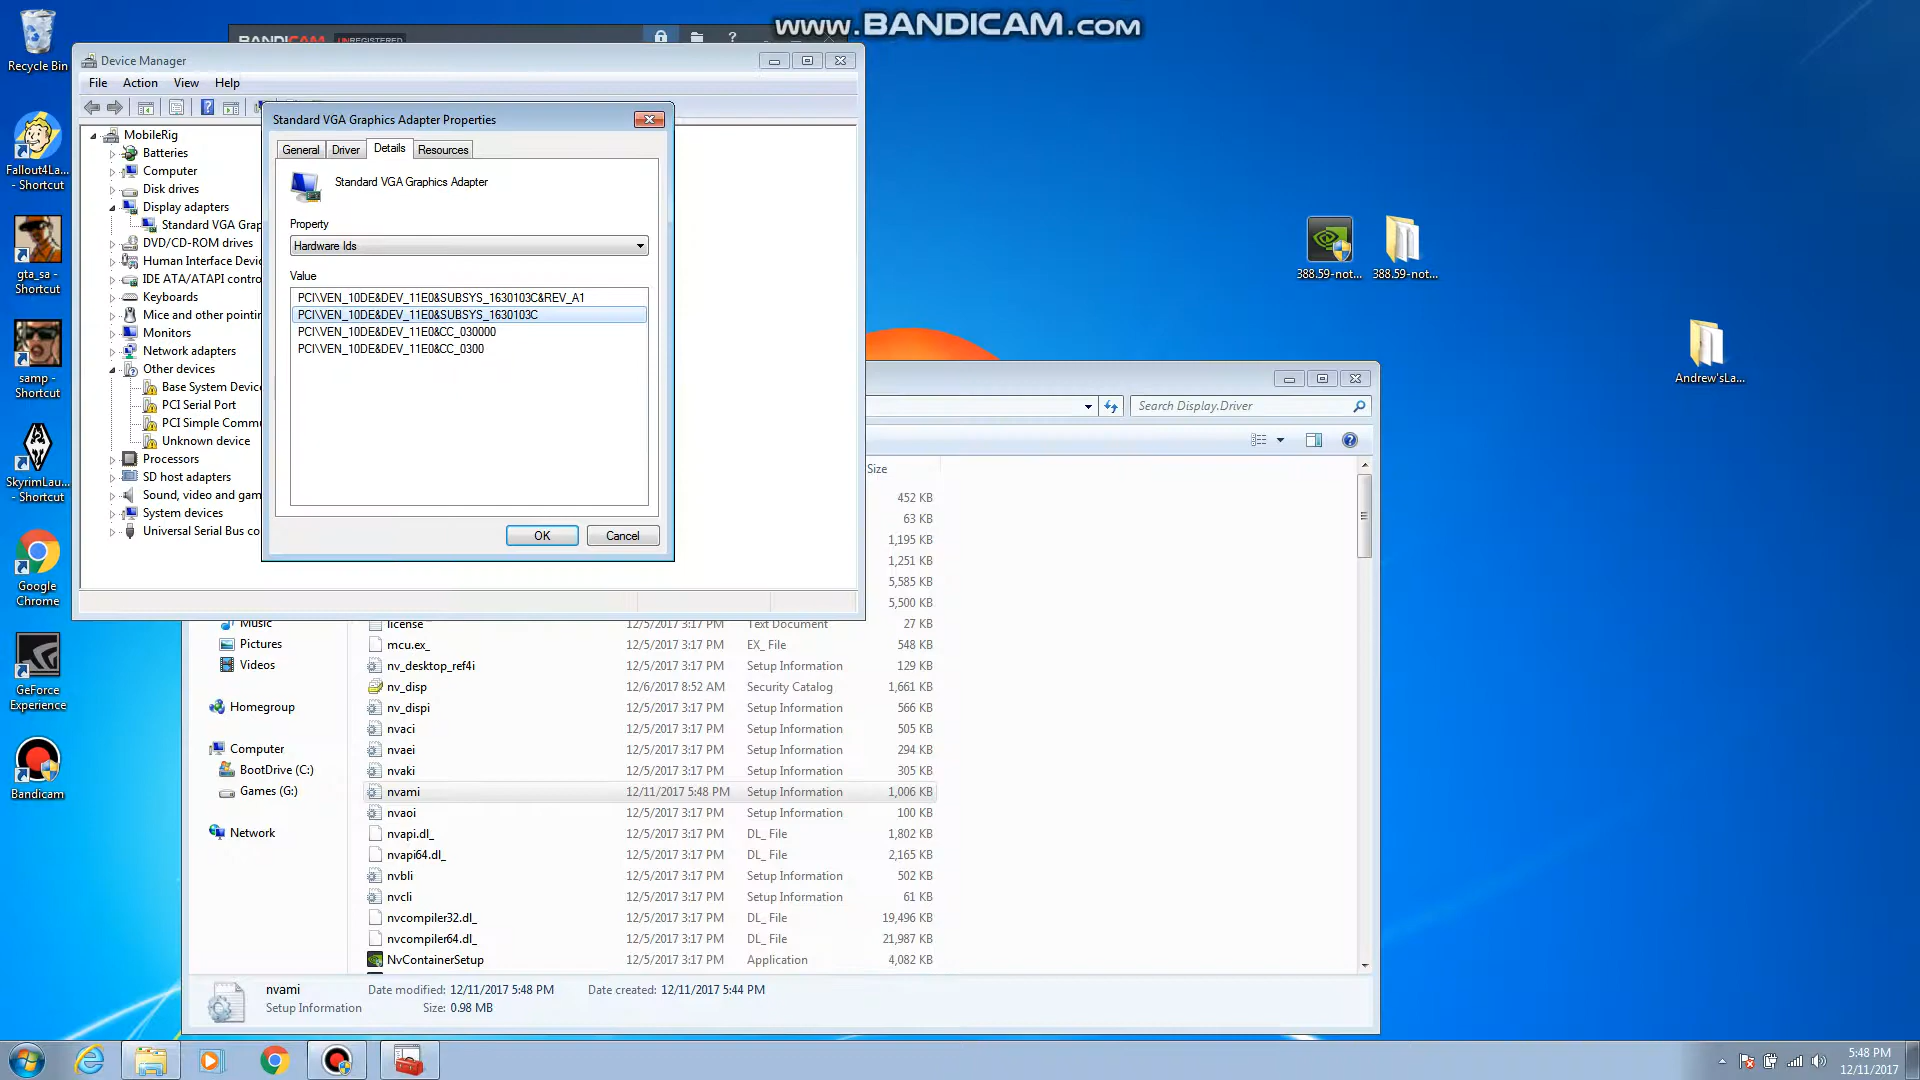 www.BANDICAM.com
Recycle Bin
BANDICAM UNREGISTERED
Device Manager
File Action View Help
MobileRig
Batteries
Computer
Disk drives
Display adapters
Standard VGA Grap
DVD/CD-ROM drives
Human Interface Devi
IDE ATA/ATAPI contro
Keyboards
Mice and other pointin
Monitors
Network adapters
Other devices
Base System Device
PCI Serial Port
PCI Simple Commu
Unknown device
Processors
SD host adapters
Sound, video and gam
System devices
Universal Serial Bus co
Standard VGA Graphics Adapter Properties
General Driver Details Resources
Standard VGA Graphics Adapter
Property
Hardware Ids
Value
PCI\VEN_10DE&DEV_11E0&SUBSYS_1630103C&REV_A1
PCI\VEN_10DE&DEV_11E0&SUBSYS_1630103C
PCI\VEN_10DE&DEV_11E0&CC_030000
PCI\VEN_10DE&DEV_11E0&CC_0300
OK Cancel
Fallout4La...
- Shortcut
gta_sa -
Shortcut
samp -
Shortcut
SkyrimLau...
- Shortcut
Google
Chrome
GeForce
Experience
Bandicam
388.59-not...
388.59-not...
Andrew'sLa...
Search Display.Driver
Size
452 KB
63 KB
1,195 KB
1,251 KB
5,585 KB
5,500 KB
Music
Pictures
Videos
Homegroup
Computer
BootDrive (C:)
Games (G:)
Network
license 12/5/2017 3:17 PM Text Document 27 KB
mcu.ex_ 12/5/2017 3:17 PM EX_ File 548 KB
nv_desktop_ref4i 12/5/2017 3:17 PM Setup Information 129 KB
nv_disp 12/6/2017 8:52 AM Security Catalog 1,661 KB
nv_dispi 12/5/2017 3:17 PM Setup Information 566 KB
nvaci 12/5/2017 3:17 PM Setup Information 505 KB
nvaei 12/5/2017 3:17 PM Setup Information 294 KB
nvaki 12/5/2017 3:17 PM Setup Information 305 KB
nvami 12/11/2017 5:48 PM Setup Information 1,006 KB
nvaoi 12/5/2017 3:17 PM Setup Information 100 KB
nvapi.dl_ 12/5/2017 3:17 PM DL_ File 1,802 KB
nvapi64.dl_ 12/5/2017 3:17 PM DL_ File 2,165 KB
nvbli 12/5/2017 3:17 PM Setup Information 502 KB
nvcli 12/5/2017 3:17 PM Setup Information 61 KB
nvcompiler32.dl_ 12/5/2017 3:17 PM DL_ File 19,496 KB
nvcompiler64.dl_ 12/5/2017 3:17 PM DL_ File 21,987 KB
NvContainerSetup 12/5/2017 3:17 PM Application 4,082 KB
nvami Date modified: 12/11/2017 5:48 PM Date created: 12/11/2017 5:44 PM
Setup Information Size: 0.98 MB
5:48 PM
12/11/2017